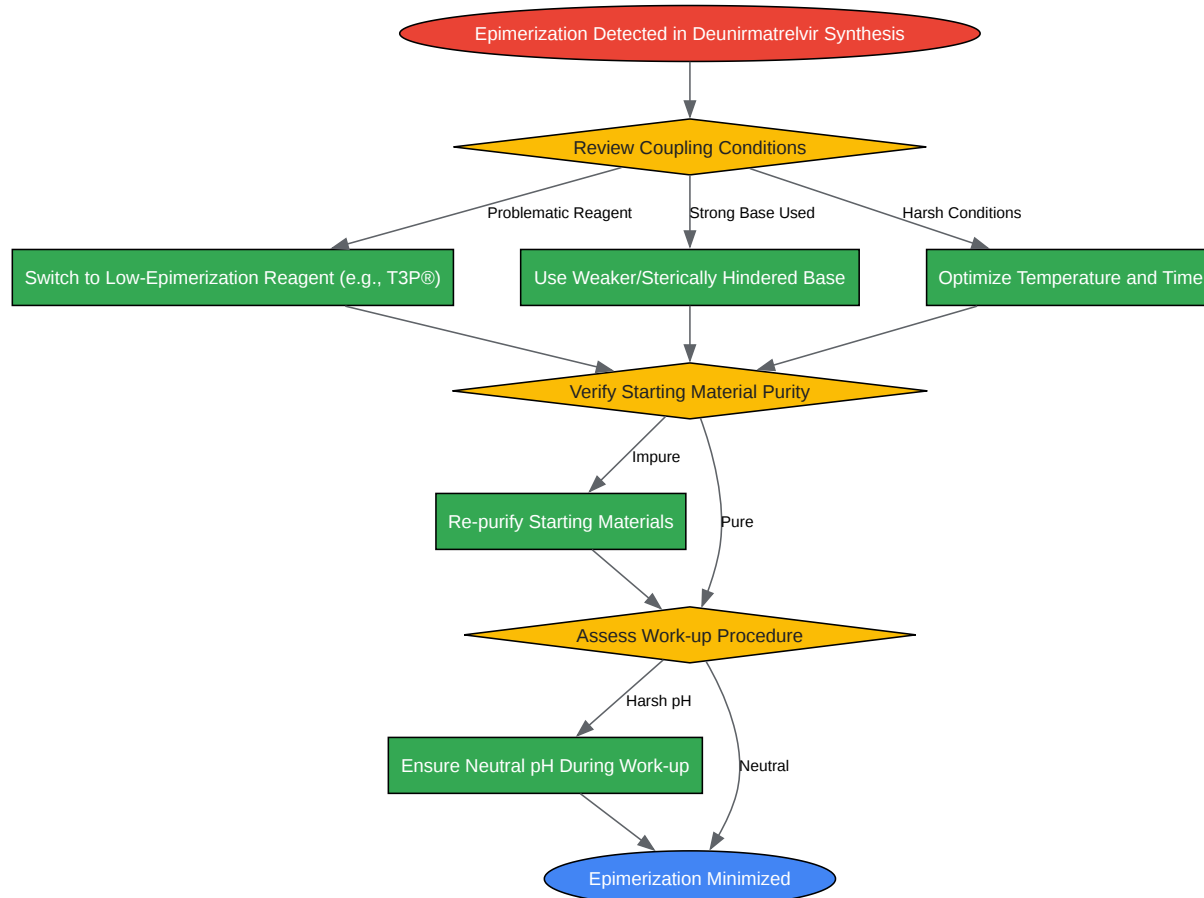 Epimerization Detected in Deunirmatrelvir Synthesis
Review Coupling Conditions
Problematic Reagent
Strong Base Used
Harsh Conditions
Switch to Low-Epimerization Reagent (e.g., T3P®)
Use Weaker/Sterically Hindered Base
Optimize Temperature and Time
Verify Starting Material Purity
Impure
Re-purify Starting Materials
Pure
Assess Work-up Procedure
Harsh pH
Ensure Neutral pH During Work-up
Neutral
Epimerization Minimized